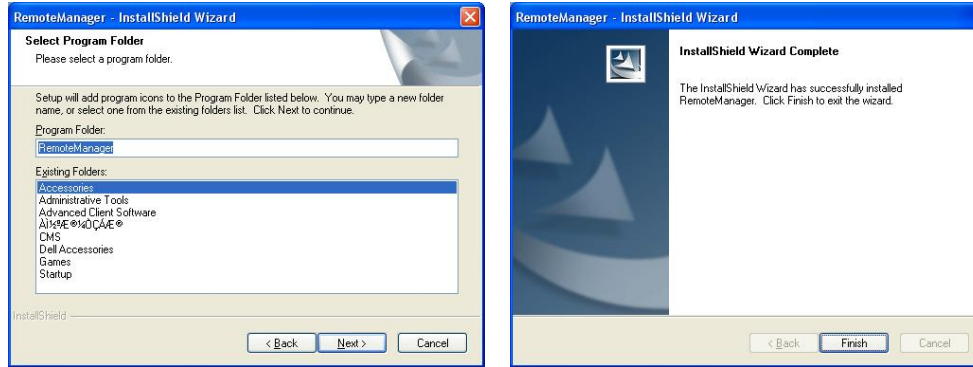 RemoteManager - InstallShield Wizard
Select Program Folder
Please select a program folder.
Setup will add program icons to the Program Folder listed below. You may type a new folder
name, or select one from the existing folders list. Click Next to continue.
Program Folder:
RemoteManager
Existing Folders:
Accessories
Administrative Tools
Advanced Client Software
CMS
Dell Accessories
Games
Startup
InstallShield
< Back
Next >
Cancel
RemoteManager - InstallShield Wizard
InstallShield Wizard Complete
The InstallShield Wizard has successfully installed
RemoteManager. Click Finish to exit the wizard.
< Back
Finish
Cancel